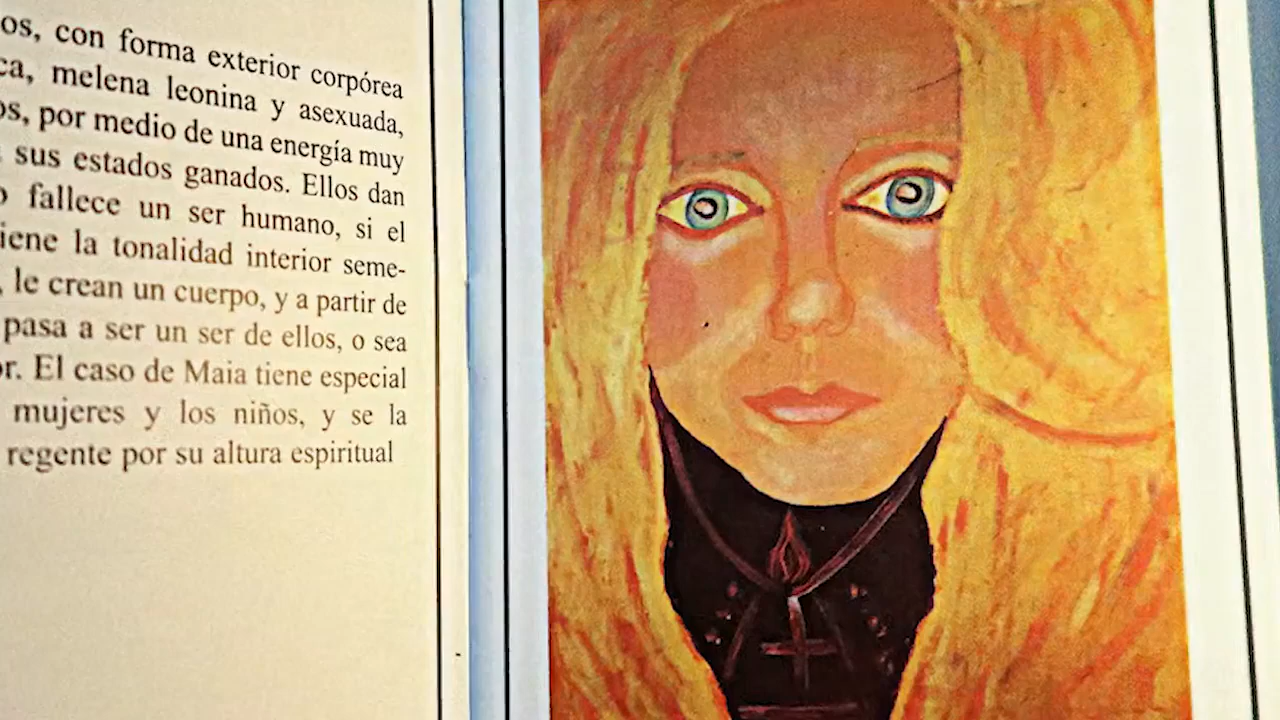 os, con forma exterior corpórea
ca, melena leonina y asexuada,
os, por medio de una energía muy
sus estados ganados. Ellos dan
o fallece un ser humano, si el
iene la tonalidad interior seme-
, le crean un cuerpo, y a partir de
pasa a ser un ser de ellos, o sea
or. El caso de Maia tiene especial
mujeres y los niños, y se la
regente por su altura espiritual